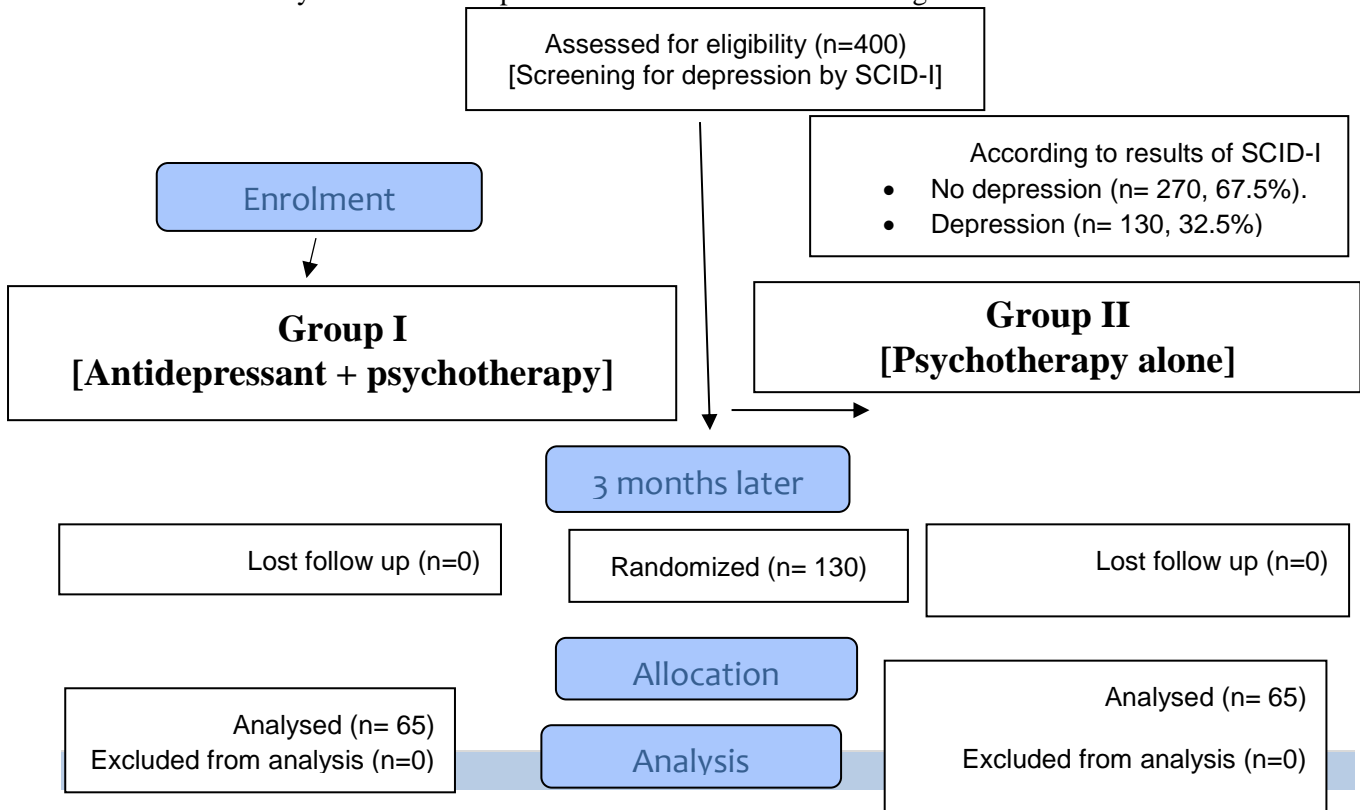 Assessed for eligibility (n=400)
[Screening for depression by SCID-I]
According to results of SCID-I
• No depression (n= 270, 67.5%).
• Depression (n= 130, 32.5%)
Enrolment
Group I
[Antidepressant + psychotherapy]
Group II
[Psychotherapy alone]
3 months later
Lost follow up (n=0)
Randomized (n= 130)
Lost follow up (n=0)
Allocation
Analysed (n= 65)
Excluded from analysis (n=0)
Analysis
Analysed (n= 65)
Excluded from analysis (n=0)